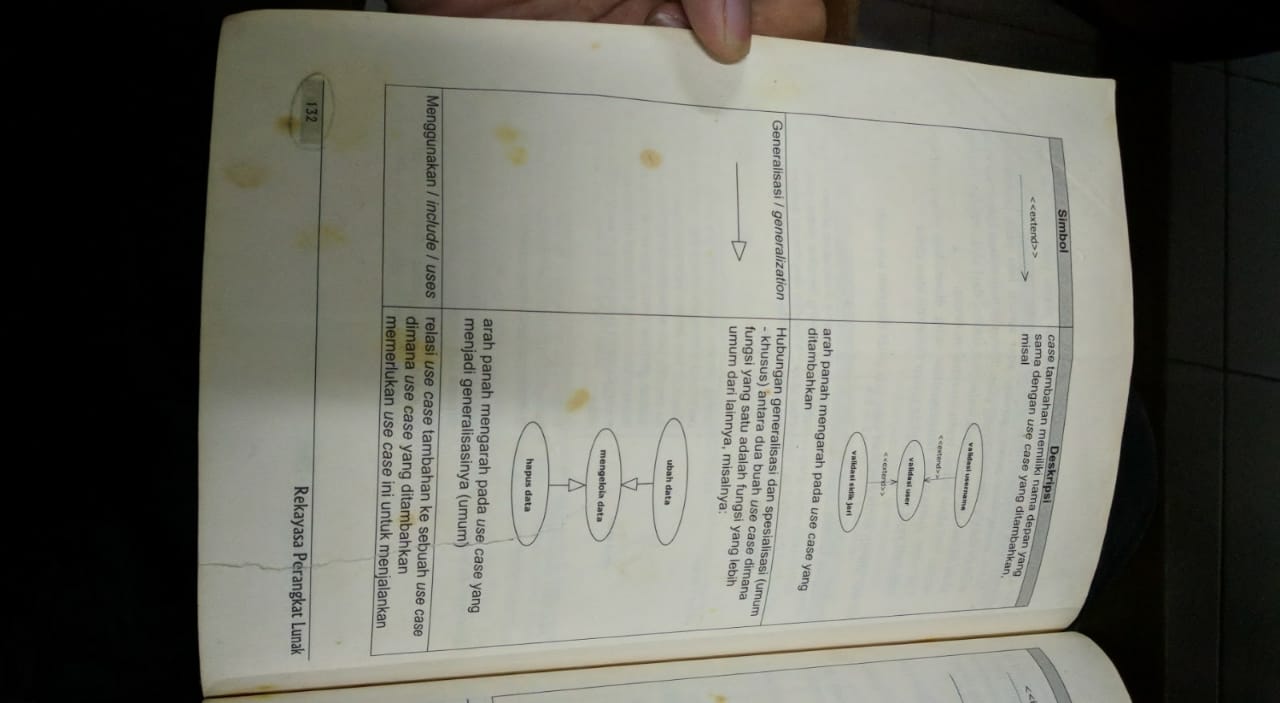 Simbol
Deskripsi
<<extend>>
case tambahan memiliki nama depan yang
sama dengan use case yang ditambahkan,
misal
validasi username
<<extend>>
validasi user
<<extend>>
validasi sidik jari
arah panah mengarah pada use case yang
ditambahkan
Generalisasi / generalization
Hubungan generalisasi dan spesialisasi (umum
- khusus) antara dua buah use case dimana
fungsi yang satu adalah fungsi yang lebih
umum dari lainnya, misalnya:
ubah data
mengelola data
hapus data
arah panah mengarah pada use case yang
menjadi generalisasinya (umum)
Menggunakan / include / uses
relasi use case tambahan ke sebuah use case
dimana use case yang ditambahkan
memerlukan use case ini untuk menjalankan
132
Rekayasa Perangkat Lunak